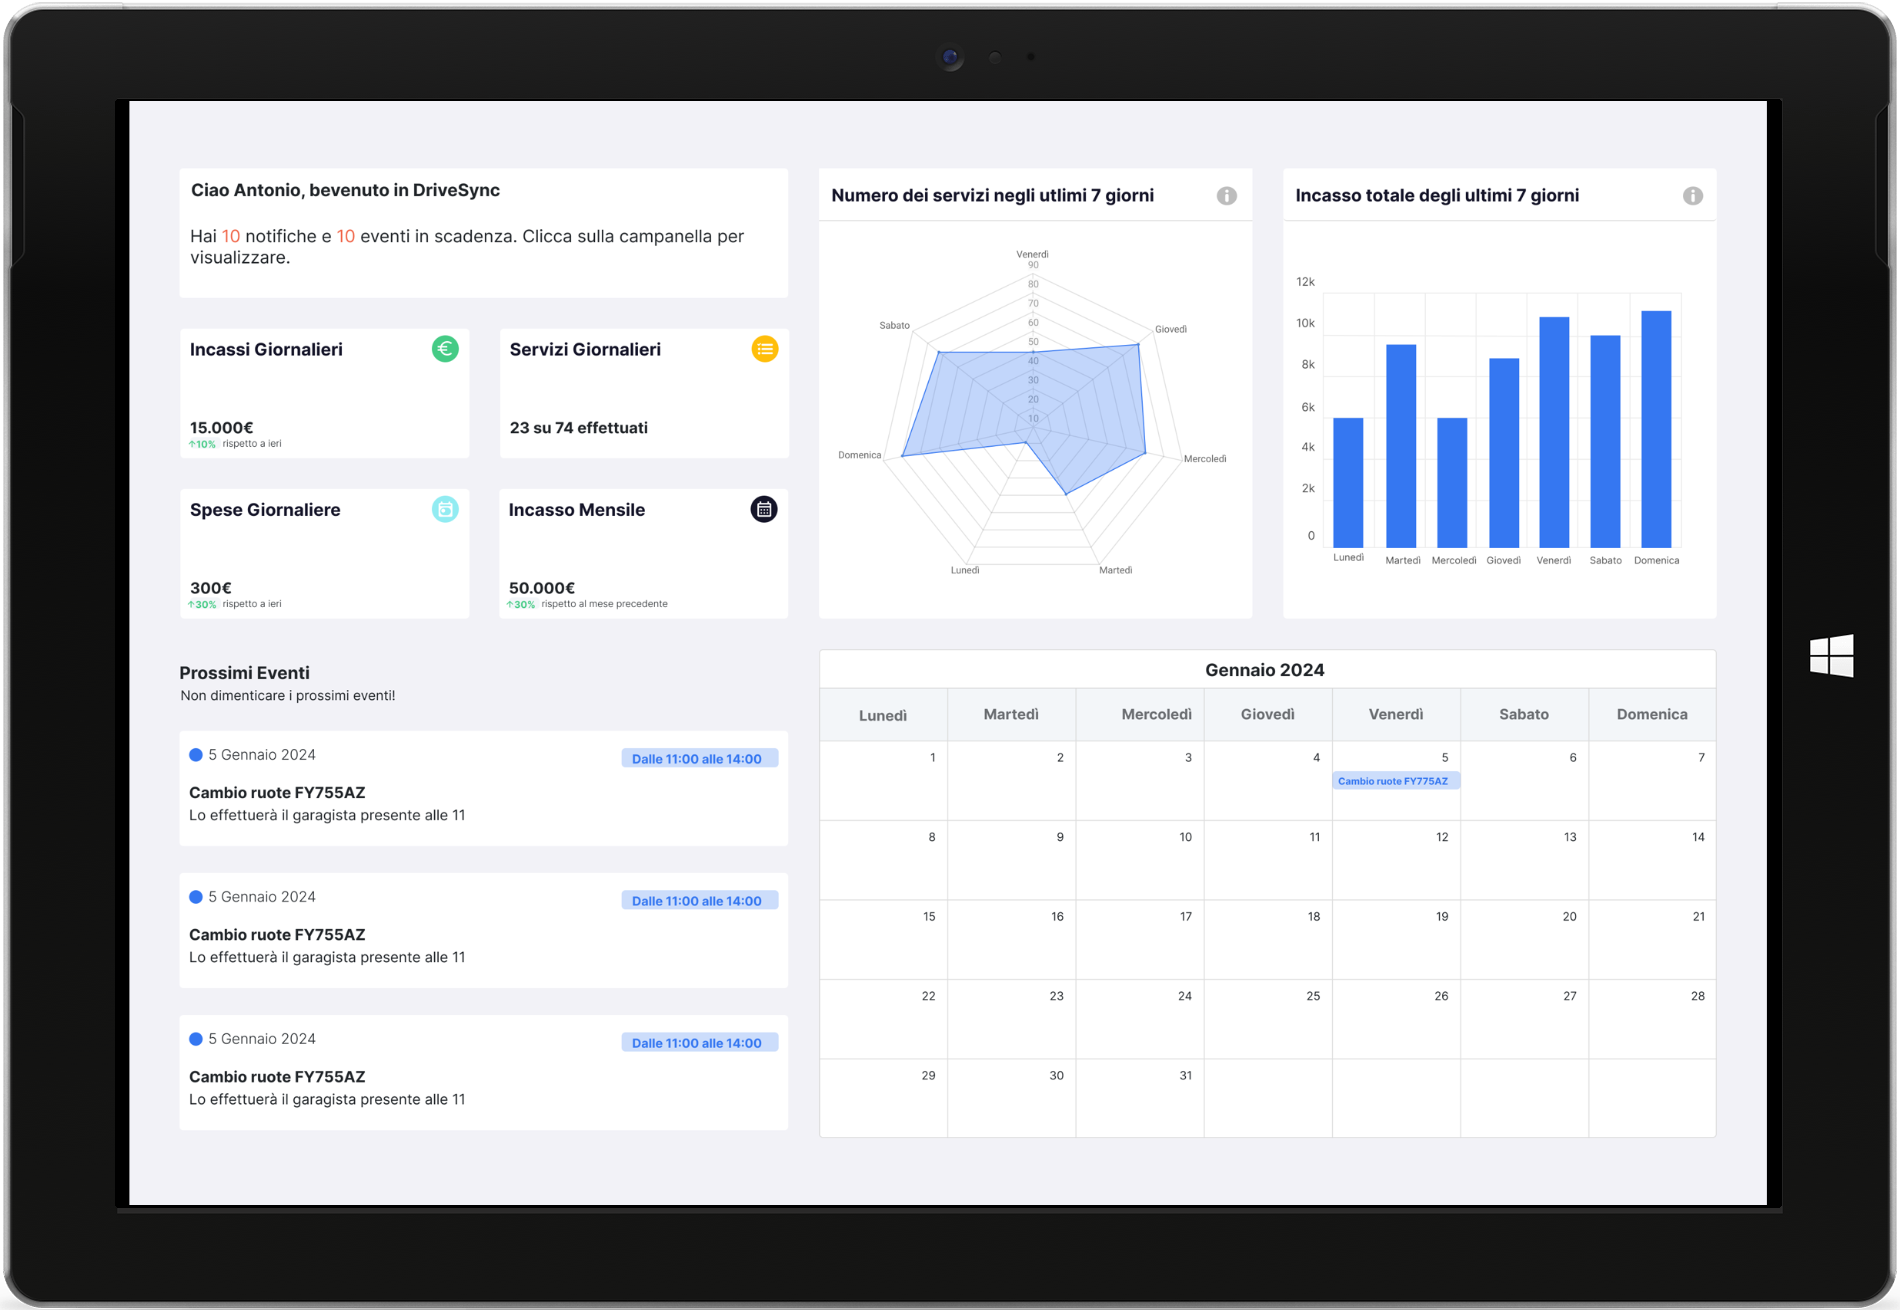 Ciao Antonio, bevenuto in DriveSync
Hai 10 notifiche e 10 eventi in scadenza. Clicca sulla campanella per
visualizzare.
Incassi Giornalieri
15.000€
↑10% rispetto a ieri
Servizi Giornalieri
23 su 74 effettuati
Spese Giornaliere
300€
↑30% rispetto a ieri
Incasso Mensile
50.000€
↑30% rispetto al mese precedente
Numero dei servizi negli utlimi 7 giorni
Venerdì
90
80
70
60
50
40
30
20
10
Sabato
Giovedì
Domenica
Mercoledì
Lunedì
Martedì
Incasso totale degli ultimi 7 giorni
12k
10k
8k
6k
4k
2k
0
Lunedì Martedì Mercoledì Giovedì Venerdì Sabato Domenica
Prossimi Eventi
Non dimenticare i prossimi eventi!
5 Gennaio 2024 Dalle 11:00 alle 14:00
Cambio ruote FY755AZ
Lo effettuerà il garagista presente alle 11
5 Gennaio 2024 Dalle 11:00 alle 14:00
Cambio ruote FY755AZ
Lo effettuerà il garagista presente alle 11
5 Gennaio 2024 Dalle 11:00 alle 14:00
Cambio ruote FY755AZ
Lo effettuerà il garagista presente alle 11
Gennaio 2024
Lunedì Martedì Mercoledì Giovedì Venerdì Sabato Domenica
1 2 3 4 5 6 7
Cambio ruote FY775AZ
8 9 10 11 12 13 14
15 16 17 18 19 20 21
22 23 24 25 26 27 28
29 30 31